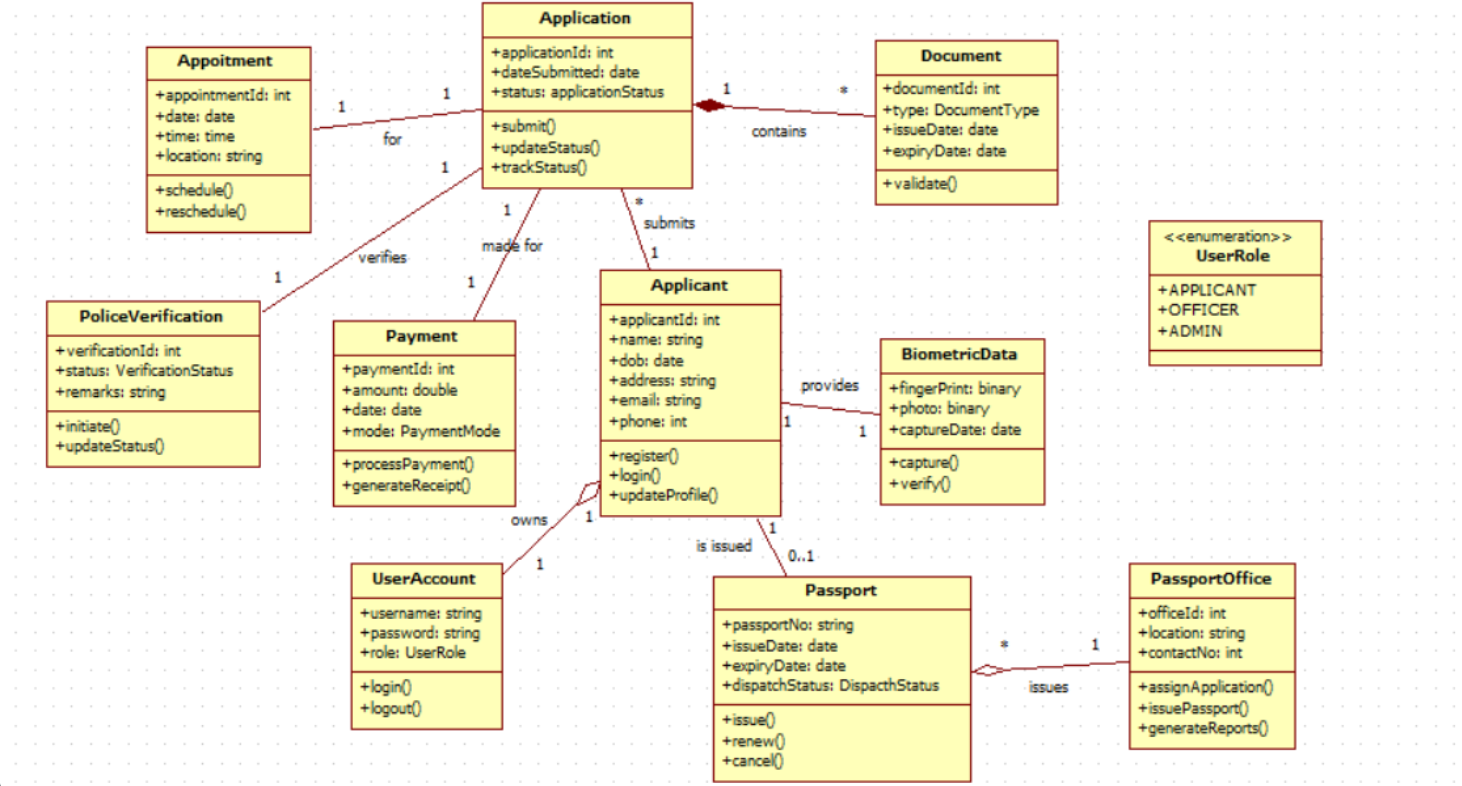 Application
+applicationId: int
+dateSubmitted: date
+status: applicationStatus
+submit()
+updateStatus()
+trackStatus()
Appoitment
+appointmentId: int
+date: date
+time: time
+location: string
+schedule()
+reschedule()
1
1
for
Document
+documentId: int
+type: DocumentType
+issueDate: date
+expiryDate: date
+validate()
1
*
contains
1
verifies
1
1
made for
1
*
submits
1
<<enumeration>>
UserRole
+APPLICANT
+OFFICER
+ADMIN
PoliceVerification
+verificationId: int
+status: VerificationStatus
+remarks: string
+initiate()
+updateStatus()
Payment
+paymentId: int
+amount: double
+date: date
+mode: PaymentMode
+processPayment()
+generateReceipt()
Applicant
+applicantId: int
+name: string
+dob: date
+address: string
+email: string
+phone: int
+register()
+login()
+updateProfile()
provides
1
1
BiometricData
+fingerPrint: binary
+photo: binary
+captureDate: date
+capture()
+verify()
owns
1
1
is issued
1
0..1
UserAccount
+username: string
+password: string
+role: UserRole
+login()
+logout()
Passport
+passportNo: string
+issueDate: date
+expiryDate: date
+dispatchStatus: DispacthStatus
+issue()
+renew()
+cancel()
*
1
issues
PassportOffice
+officeId: int
+location: string
+contactNo: int
+assignApplication()
+issuePassport()
+generateReports()